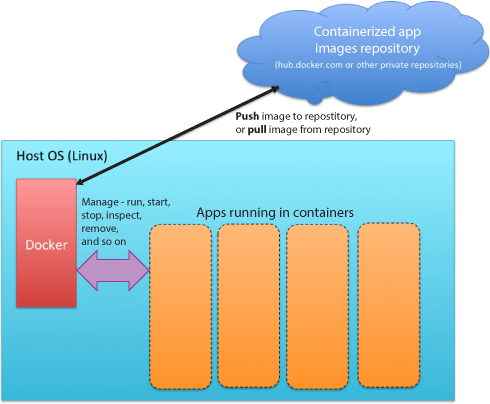 Containerized app
images repository
(hub.docker.com or other private repositories)
Push image to repostitory,
or pull image from repository
Host OS (Linux)
Manage - run, start,
stop, inspect,
remove,
and so on
Apps running in containers
Docker